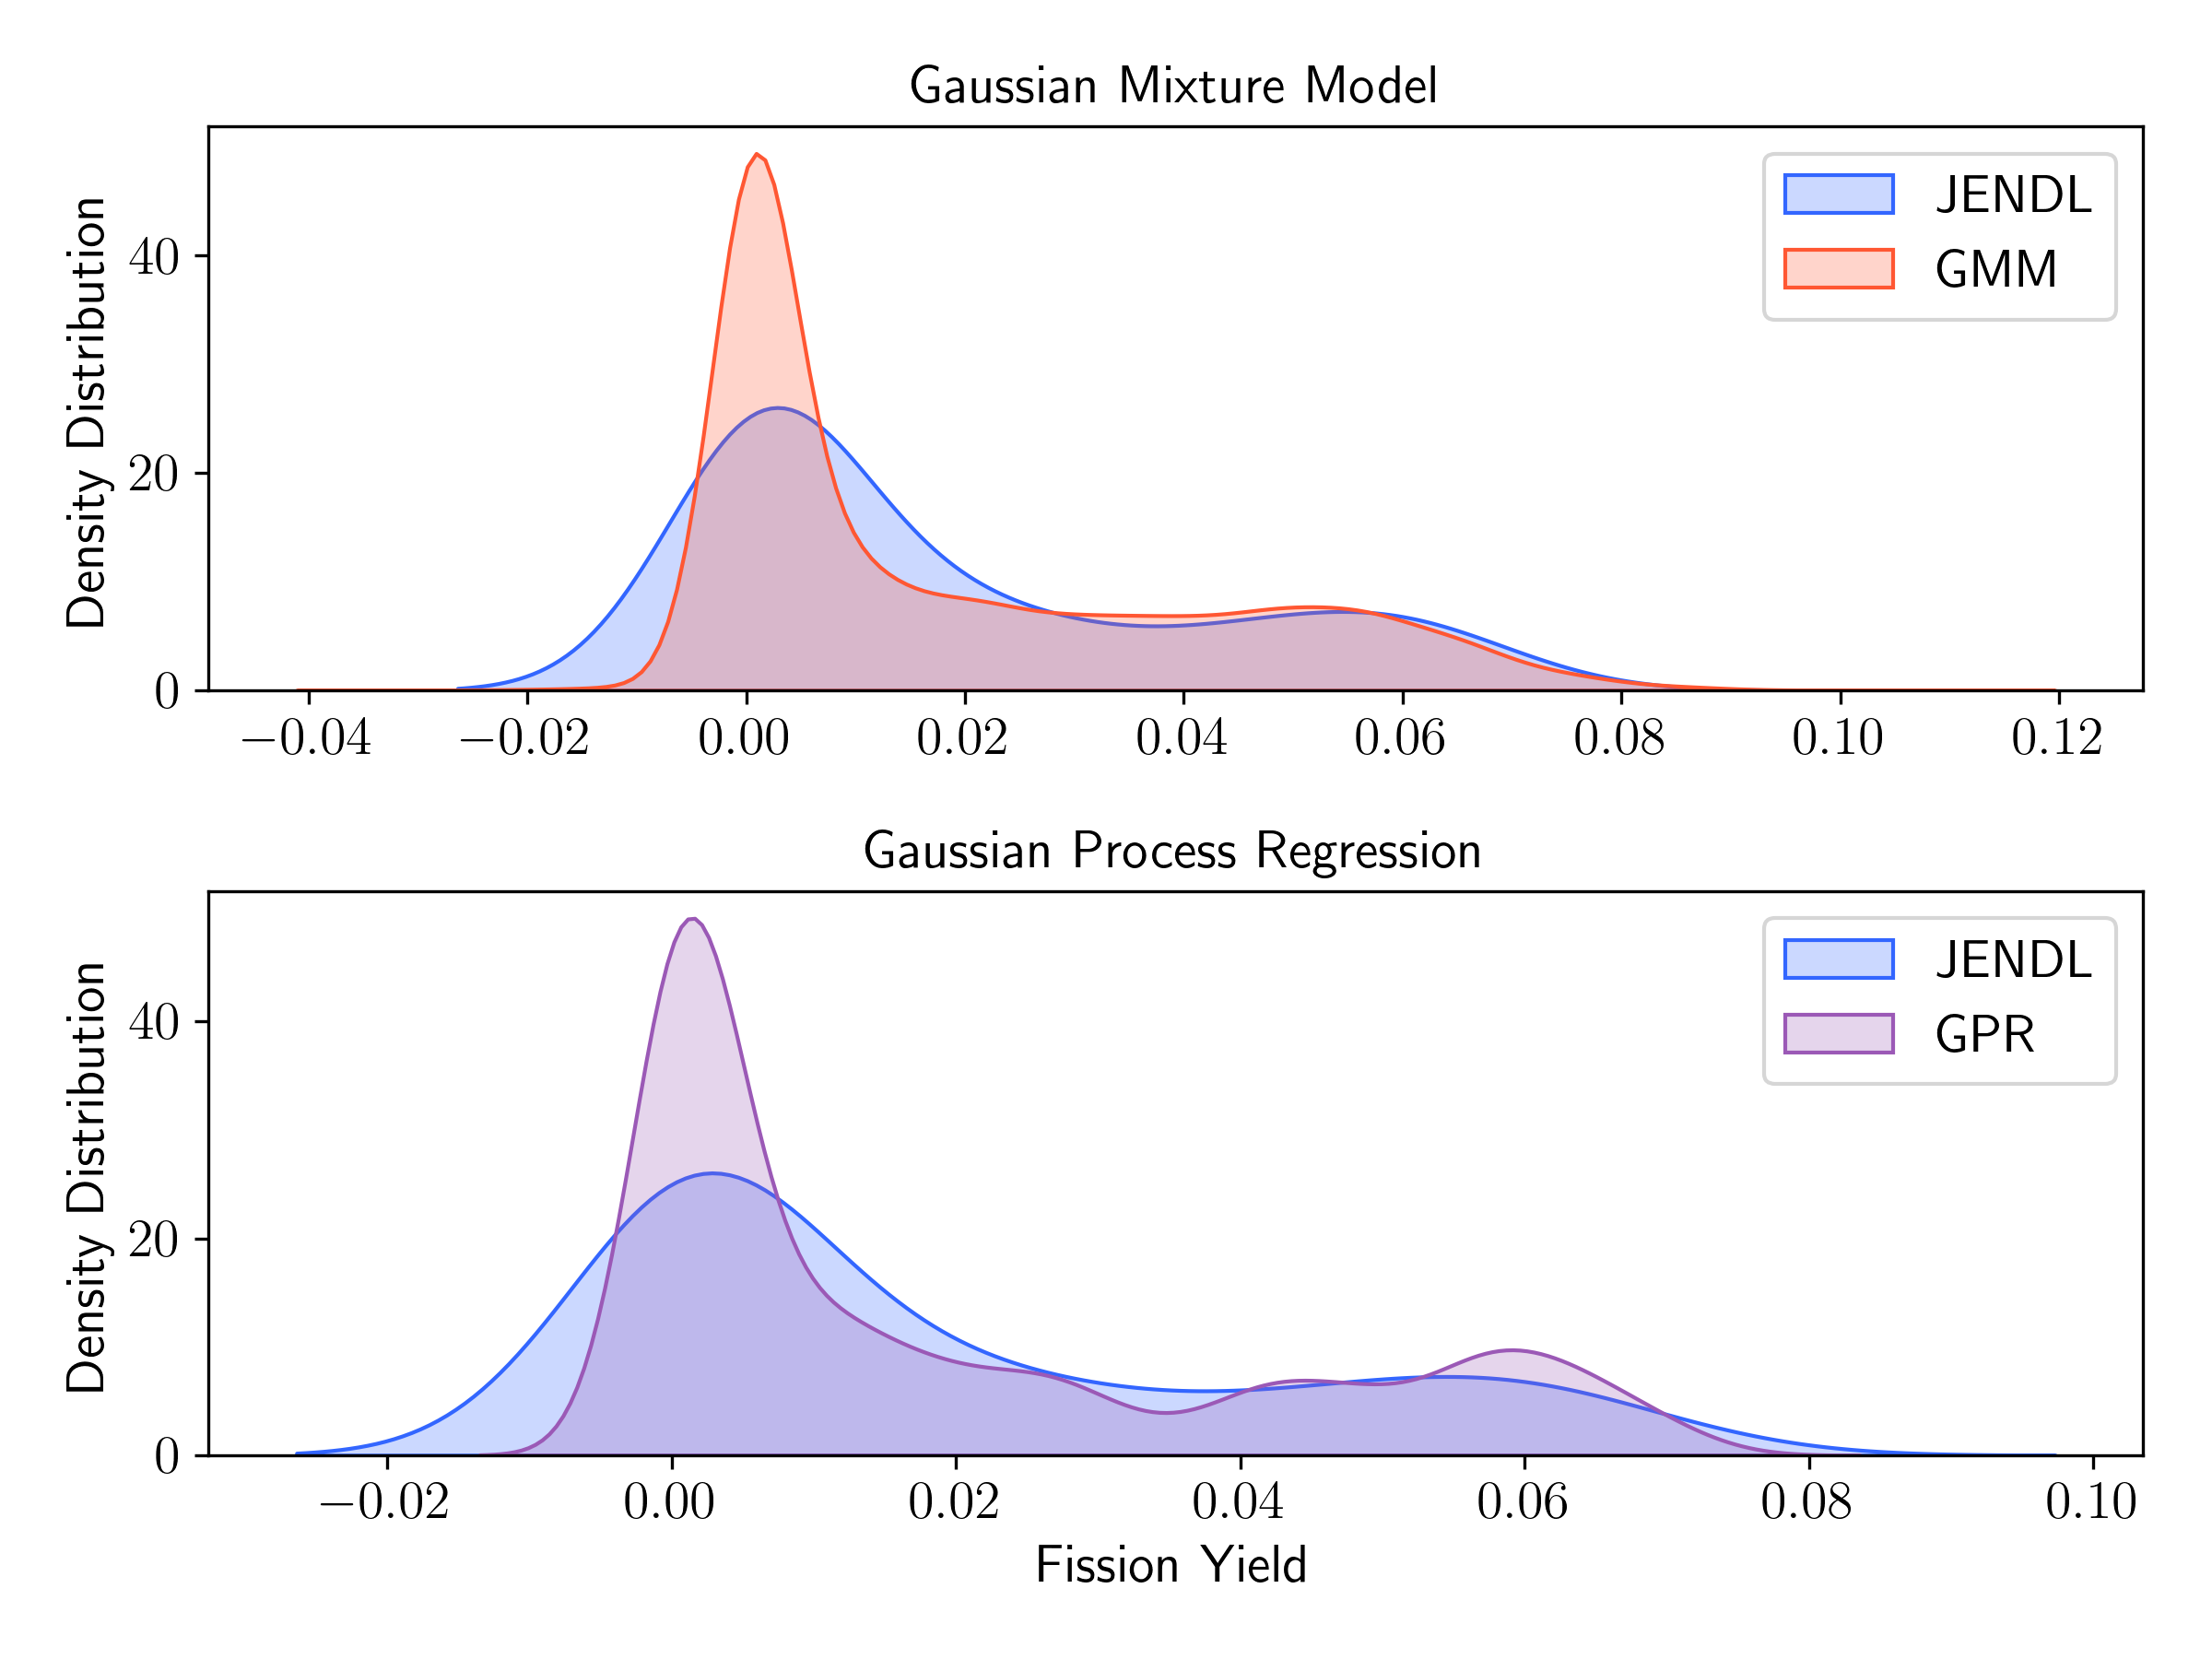 Gaussian Mixture Model
Density Distribution
40
20
0
JENDL
GMM
−0.04 −0.02 0.00 0.02 0.04 0.06 0.08 0.10 0.12
Gaussian Process Regression
Density Distribution
40
20
0
JENDL
GPR
−0.02 0.00 0.02 0.04 0.06 0.08 0.10
Fission Yield